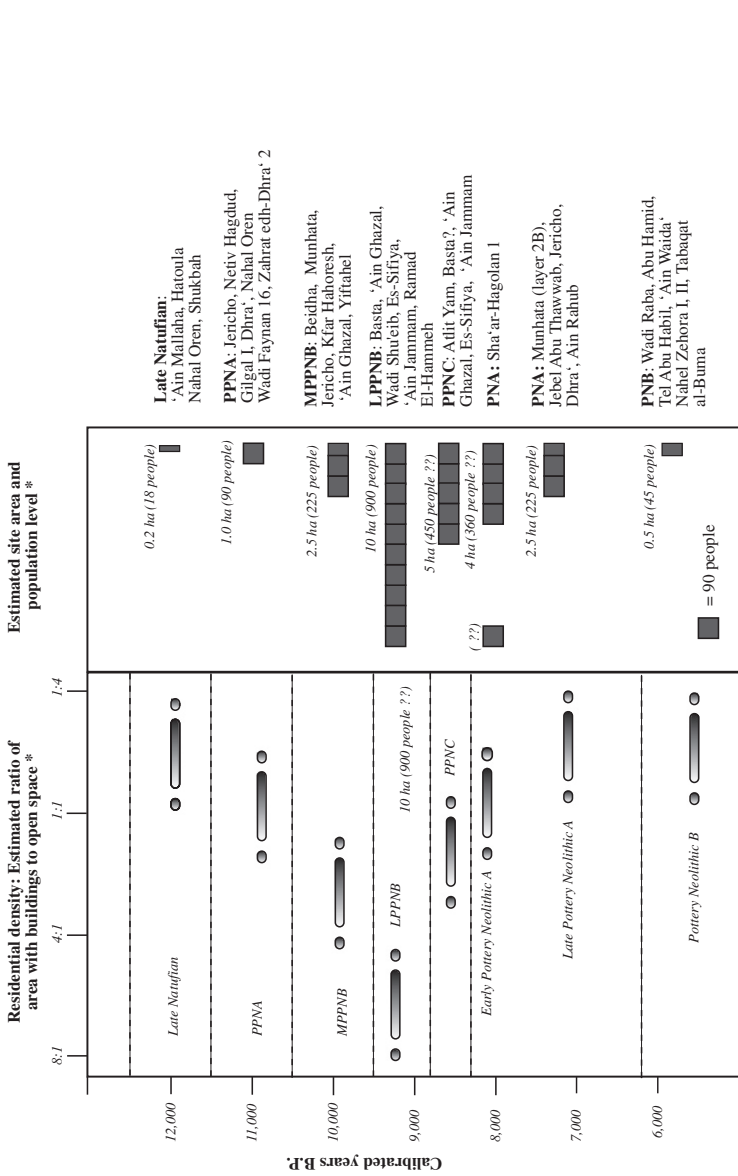 Residential density: Estimated ratio of
area with buildings to open space *
Estimated site area and
population level *
8:1
4:1
1:1
1:4
Calibrated years B.P.
12,000
11,000
10,000
9,000
8,000
7,000
6,000
Late Natufian
PPNA
MPPNB
LPPNB
10 ha (900 people ??)
PPNC
Early Pottery Neolithic A
Late Pottery Neolithic A
Pottery Neolithic B
0.2 ha (18 people)
1.0 ha (90 people)
2.5 ha (225 people)
10 ha (900 people)
5 ha (450 people ??)
4 ha (360 people ??)
( ??)
2.5 ha (225 people)
0.5 ha (45 people)
= 90 people
Late Natufian:
‘Ain Mallaha, Hatoula
Nahal Oren, Shukbah
PPNA: Jericho, Netiv Hagdud,
Gilgal I, Dhra‘, Nahal Oren
Wadi Faynan 16, Zahrat edh-Dhra‘ 2
MPPNB: Beidha, Munhata,
Jericho, Kfar Hahoresh,
‘Ain Ghazal, Yiftahel
LPPNB: Basta, ‘Ain Ghazal,
Wadi Shu'eib, Es-Sifiya,
‘Ain Jammam, Ramad
El-Hammeh
PPNC: Atlit Yam, Basta?, ‘Ain
Ghazal, Es-Sifiya, ‘Ain Jammam
PNA: Sha‘ar-Hagolan 1
PNA: Munhata (layer 2B),
Jebel Abu Thawwab, Jericho,
Dhra‘, Ain Rahub
PNB: Wadi Raba, Abu Hamid,
Tel Abu Habil, ‘Ain Waida‘
Nahel Zehora I, II, Tabaqat
al-Buma